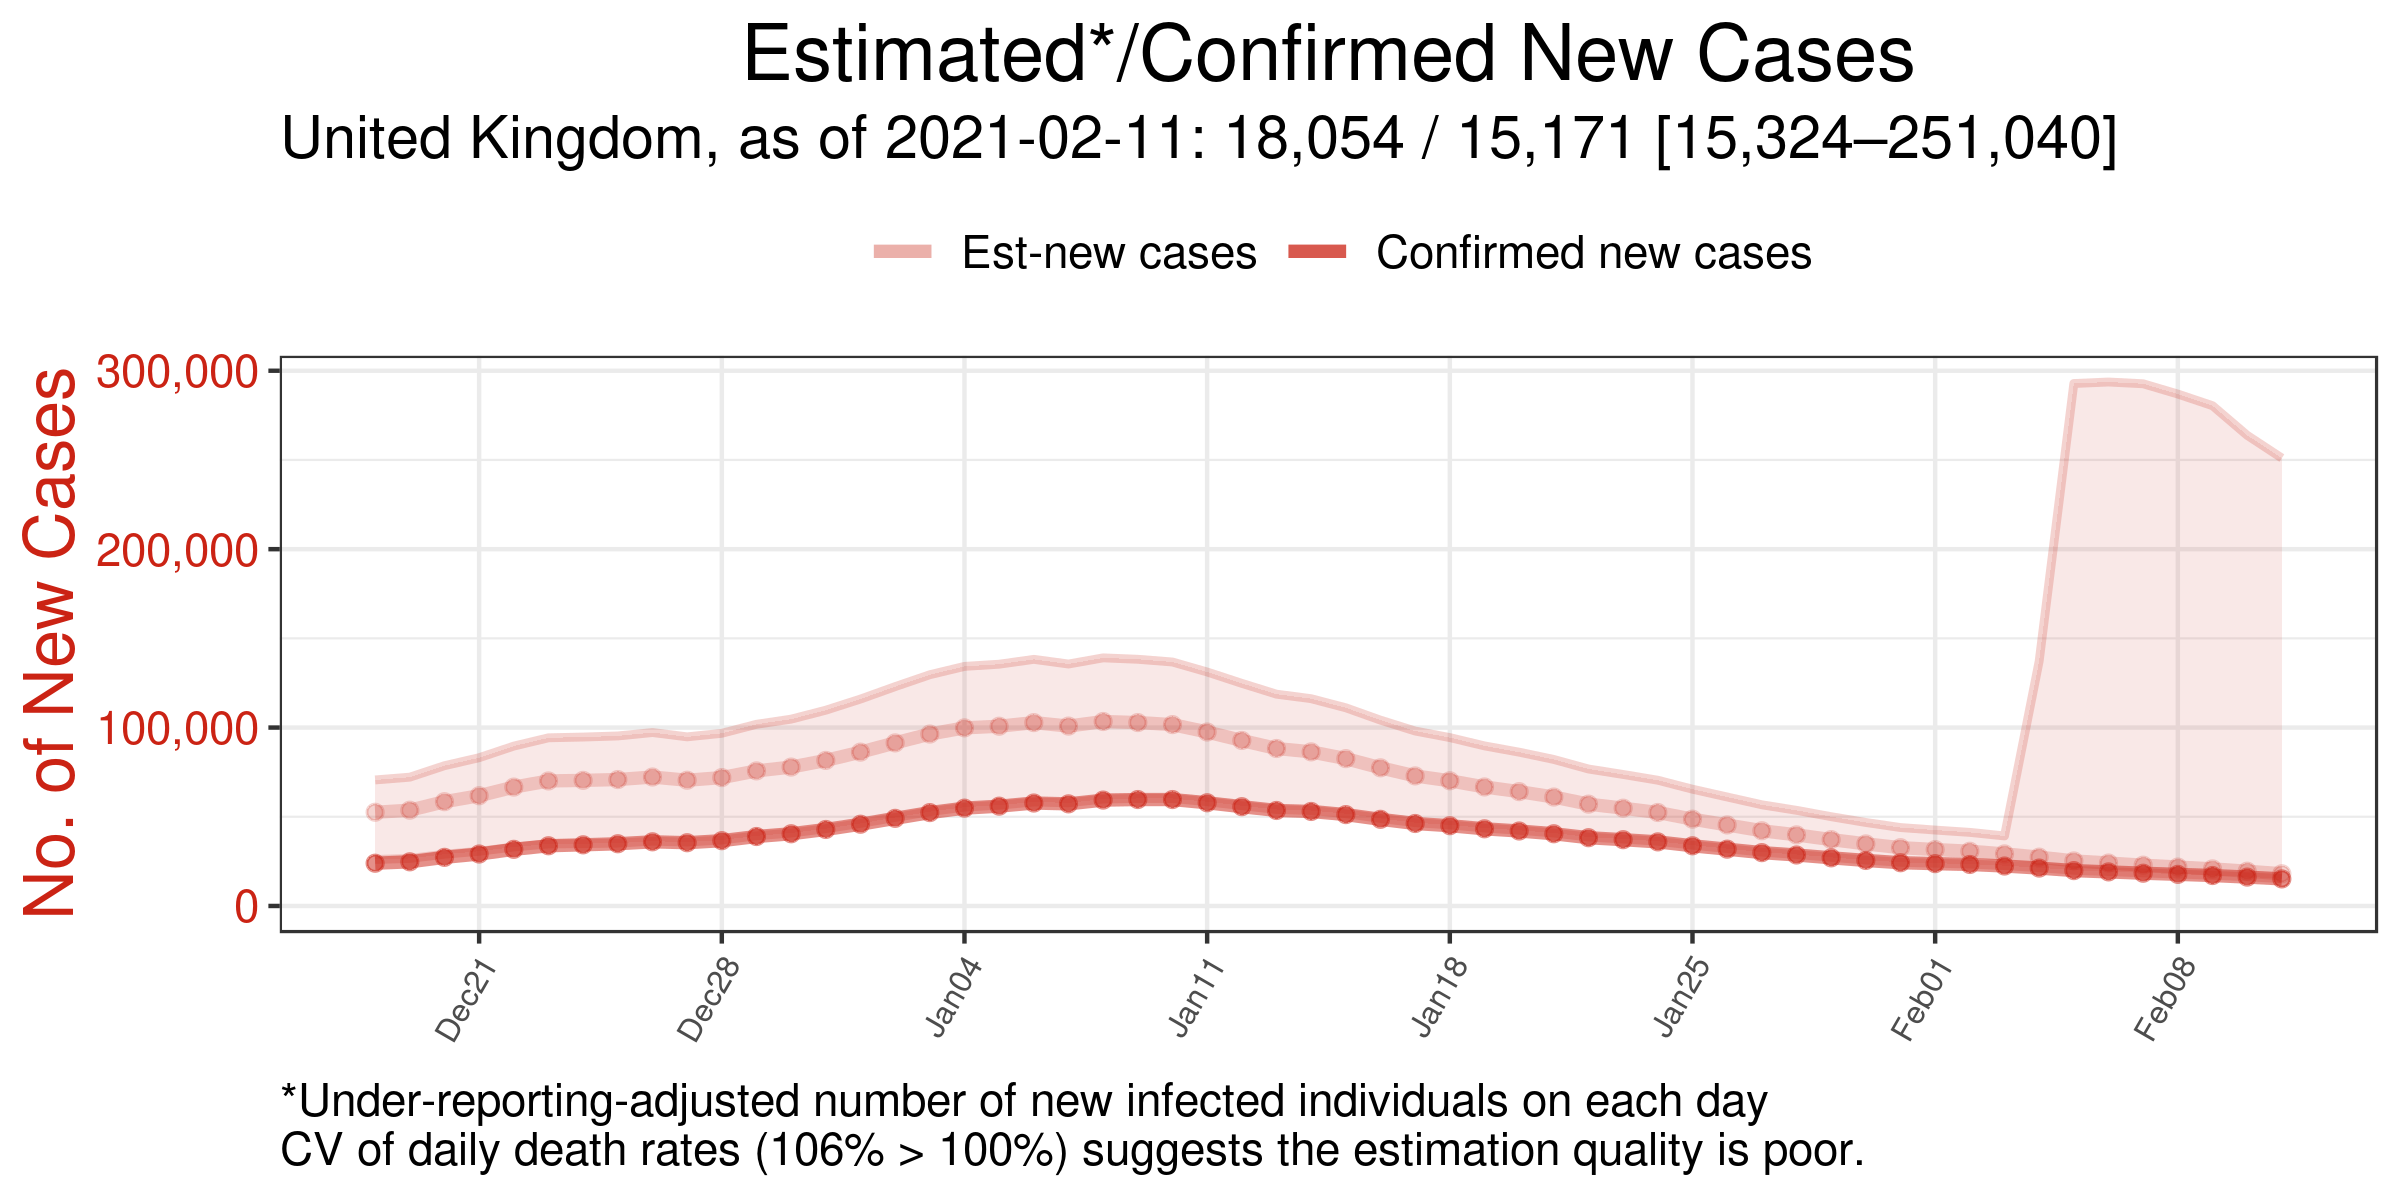 Estimated*/Confirmed New Cases
United Kingdom, as of 2021-02-11: 18,054 / 15,171 [15,324–251,040]
Est-new cases
Confirmed new cases
No. of New Cases
300,000
200,000
100,000
0
Dec21
Dec28
Jan04
Jan11
Jan18
Jan25
Feb01
Feb08
*Under-reporting-adjusted number of new infected individuals on each day
CV of daily death rates (106% > 100%) suggests the estimation quality is poor.